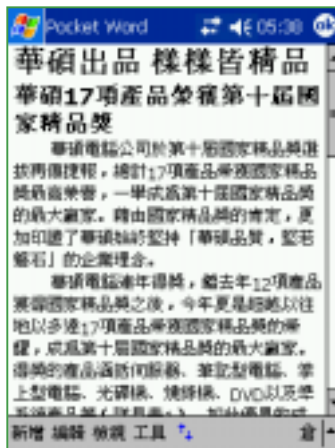 Pocket Word 05:30 ok
華碩出品 樣樣皆精品
華碩17項產品榮獲第十屆國
家精品獎
華碩電腦公司於第十屆國家精品獎選
拔再傳捷報，總計17項產品榮獲國家精品
獎最高榮譽，一舉成為第十屆國家精品獎
的最大贏家。藉由國家精品獎的肯定，更
加印證了華碩始終堅持「華碩品質，堅若
磐石」的企業理念。
華碩電腦連年得獎，繼去年12項產品
獲得國家精品獎之後，今年更是超越以往
地以多達17項產品榮獲國家精品獎的榮
耀，成為第十屆國家精品獎的最大贏家。
得獎的產品涵括伺服器、筆記型電腦、掌
上型電腦、光碟機、燒錄機、DVD以及準
新增 編輯 檢視 工具 倉